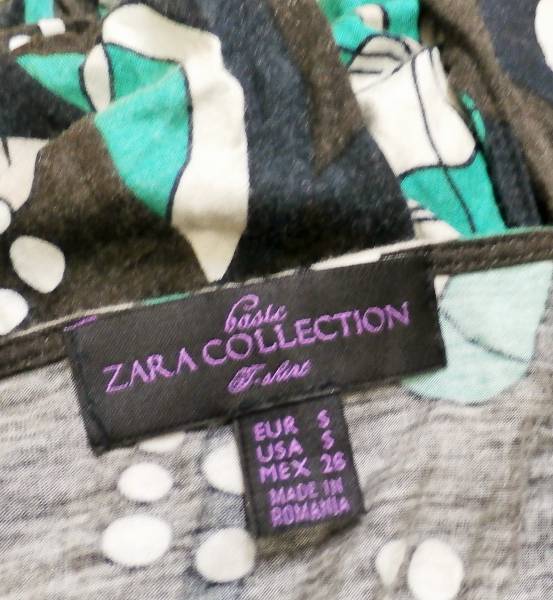 basic
ZARA COLLECTION
T-shirt
EUR S
USA S
MEX 26
MADE IN
ROMANIA